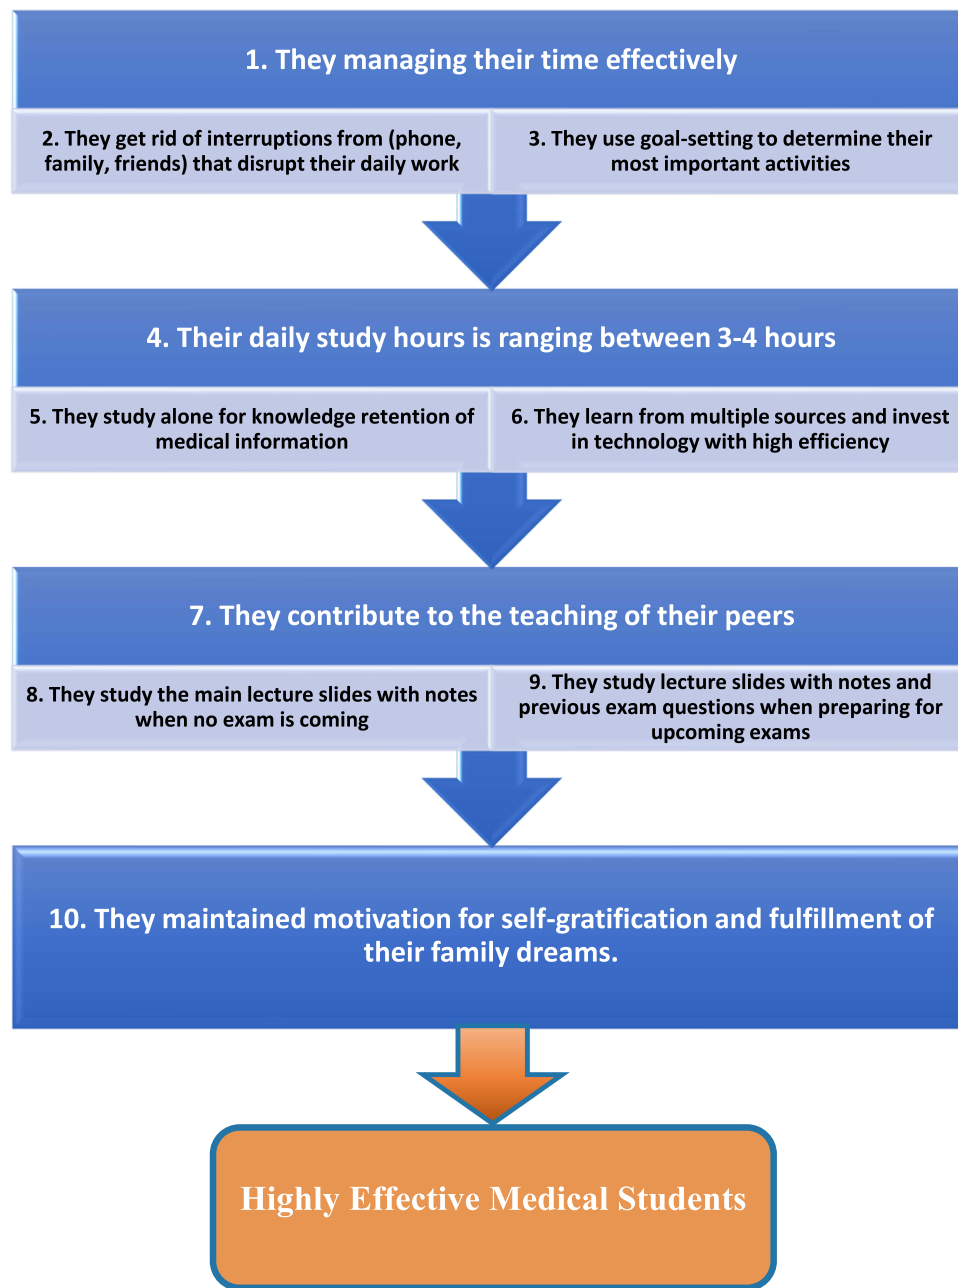 1. They managing their time effectively
2. They get rid of interruptions from (phone,
family, friends) that disrupt their daily work
3. They use goal-setting to determine their
most important activities
4. Their daily study hours is ranging between 3-4 hours
5. They study alone for knowledge retention of
medical information
6. They learn from multiple sources and invest
in technology with high efficiency
7. They contribute to the teaching of their peers
8. They study the main lecture slides with notes
when no exam is coming
9. They study lecture slides with notes and
previous exam questions when preparing for
upcoming exams
10. They maintained motivation for self-gratification and fulfillment of
their family dreams.
Highly Effective Medical Students